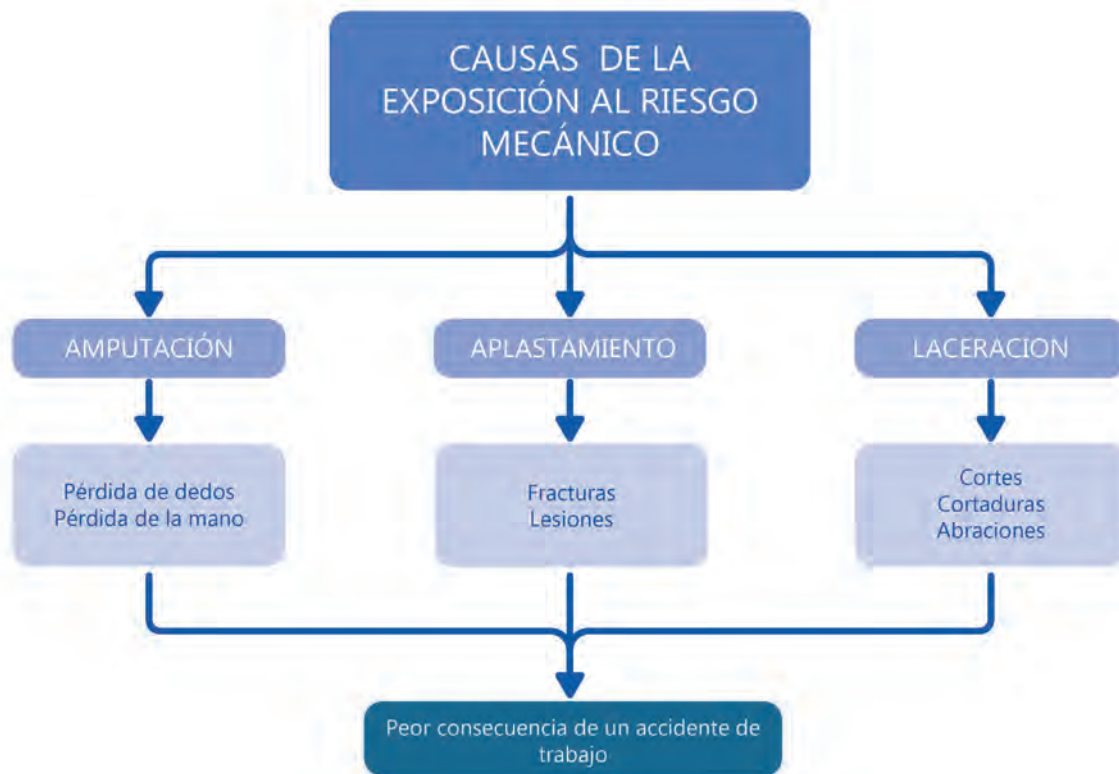 CAUSAS DE LA
EXPOSICIÓN AL RIESGO
MECÁNICO
AMPUTACIÓN
APLASTAMIENTO
LACERACION
Pérdida de dedos
Pérdida de la mano
Fracturas
Lesiones
Cortes
Cortaduras
Abraciones
Peor consecuencia de un accidente de
trabajo